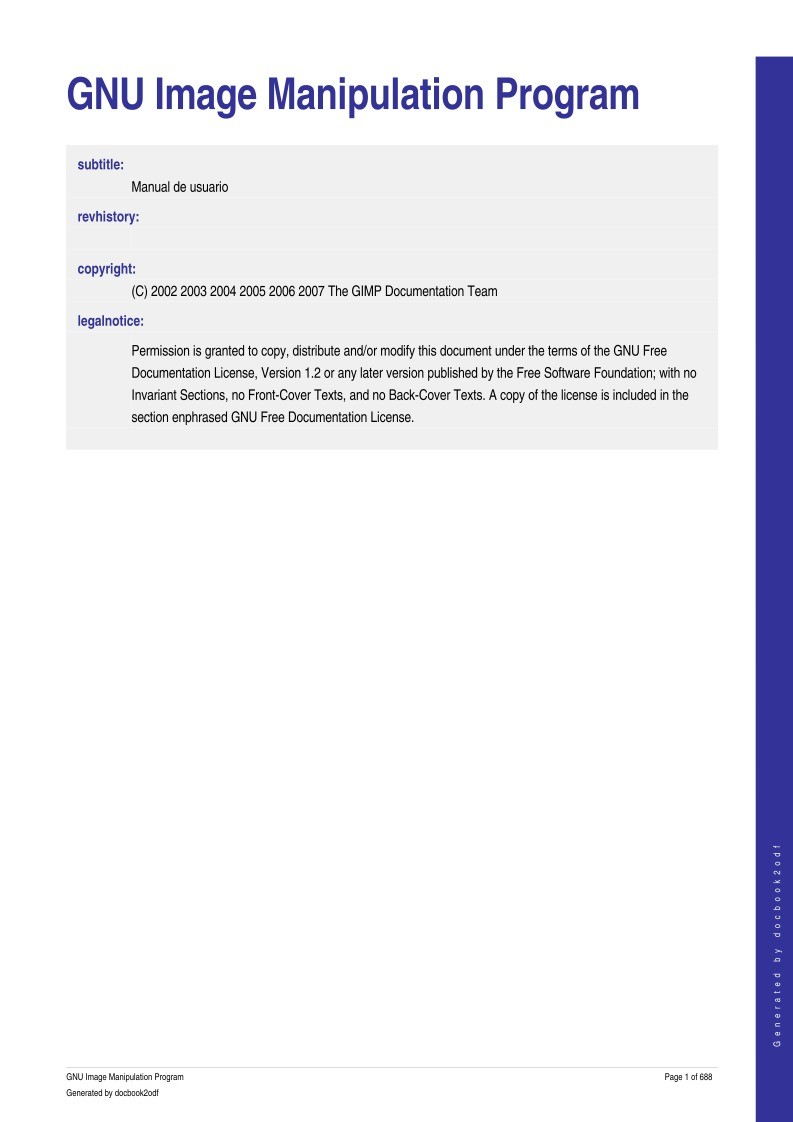 GNU Image Manipulation Program
subtitle:
Manual de usuario
revhistory:
copyright:
(C) 2002 2003 2004 2005 2006 2007 The GIMP Documentation Team
legalnotice:
Permission is granted to copy, distribute and/or modify this document under the terms of the GNU Free
Documentation License, Version 1.2 or any later version published by the Free Software Foundation; with no
Invariant Sections, no Front-Cover Texts, and no Back-Cover Texts. A copy of the license is included in the
section enphrased GNU Free Documentation License.
Generated by docbook2odf
GNU Image Manipulation Program Page 1 of 688
Generated by docbook2odf